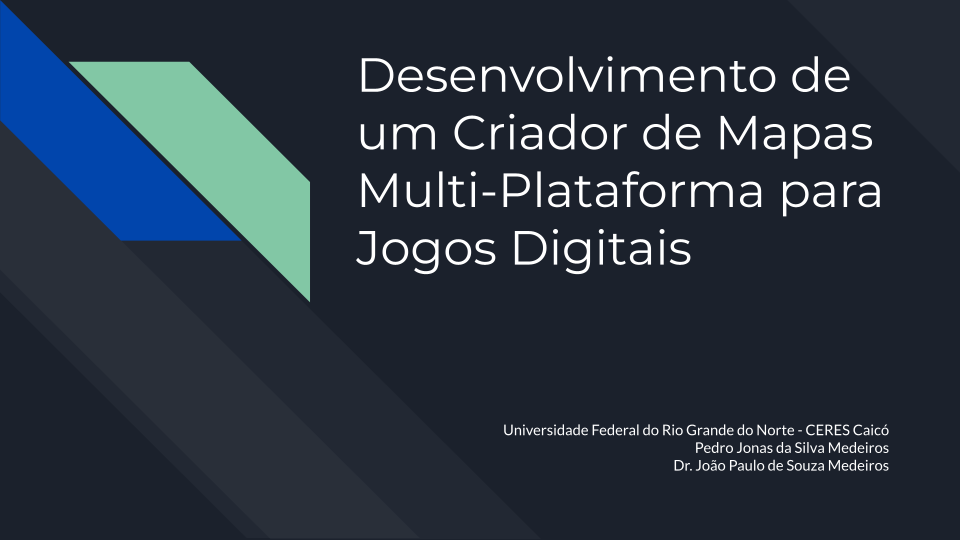 Desenvolvimento de
um Criador de Mapas
Multi-Plataforma para
Jogos Digitais
Universidade Federal do Rio Grande do Norte - CERES Caicó
Pedro Jonas da Silva Medeiros
Dr. João Paulo de Souza Medeiros